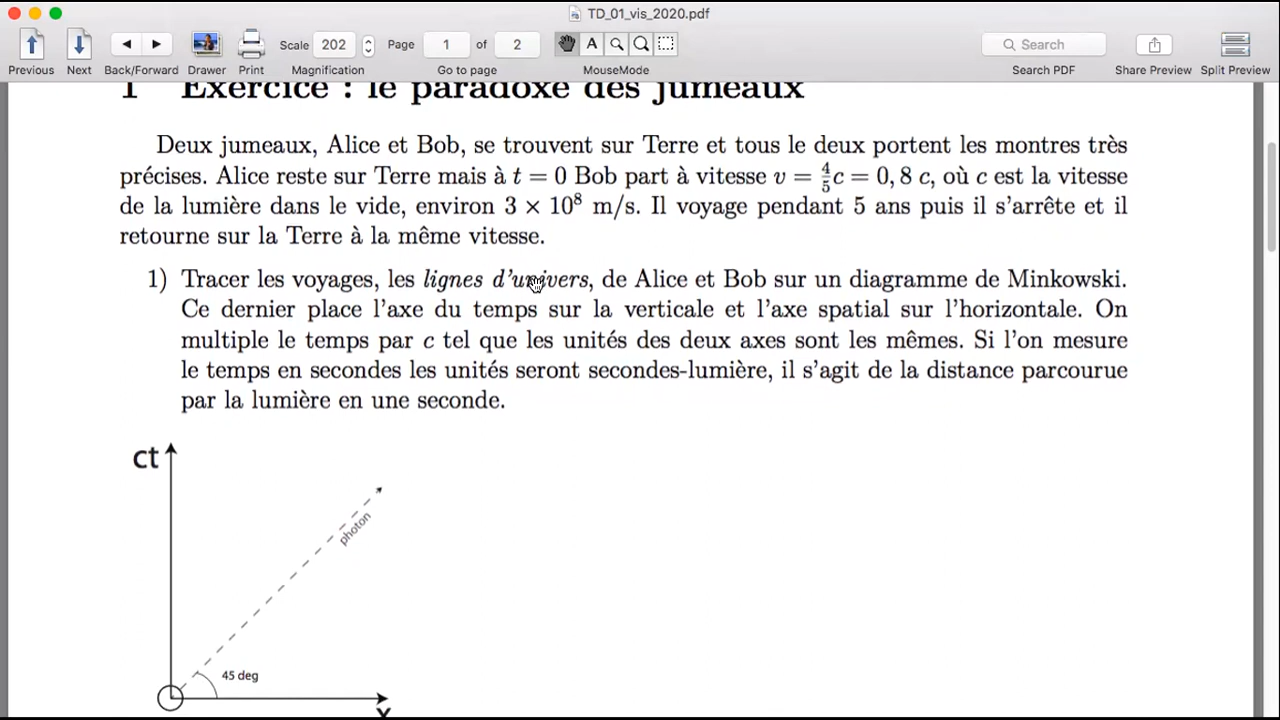 TD_01_vis_2020.pdf
Scale 202 Page 1 of 2 A Search
Previous Next Back/Forward Drawer Print Magnification Go to page MouseMode Search PDF Share Preview Split Preview
1 Exercice : le paradoxe des jumeaux
Deux jumeaux, Alice et Bob, se trouvent sur Terre et tous le deux portent les montres très
précises. Alice reste sur Terre mais à t = 0 Bob part à vitesse v = 4/5 c = 0, 8 c, où c est la vitesse
de la lumière dans le vide, environ 3 × 10⁸ m/s. Il voyage pendant 5 ans puis il s'arrête et il
retourne sur la Terre à la même vitesse.
1) Tracer les voyages, les lignes d'univers, de Alice et Bob sur un diagramme de Minkowski.
Ce dernier place l'axe du temps sur la verticale et l'axe spatial sur l'horizontale. On
multiple le temps par c tel que les unités des deux axes sont les mêmes. Si l'on mesure
le temps en secondes les unités seront secondes-lumière, il s'agit de la distance parcourue
par la lumière en une seconde.
ct
photon
45 deg
x